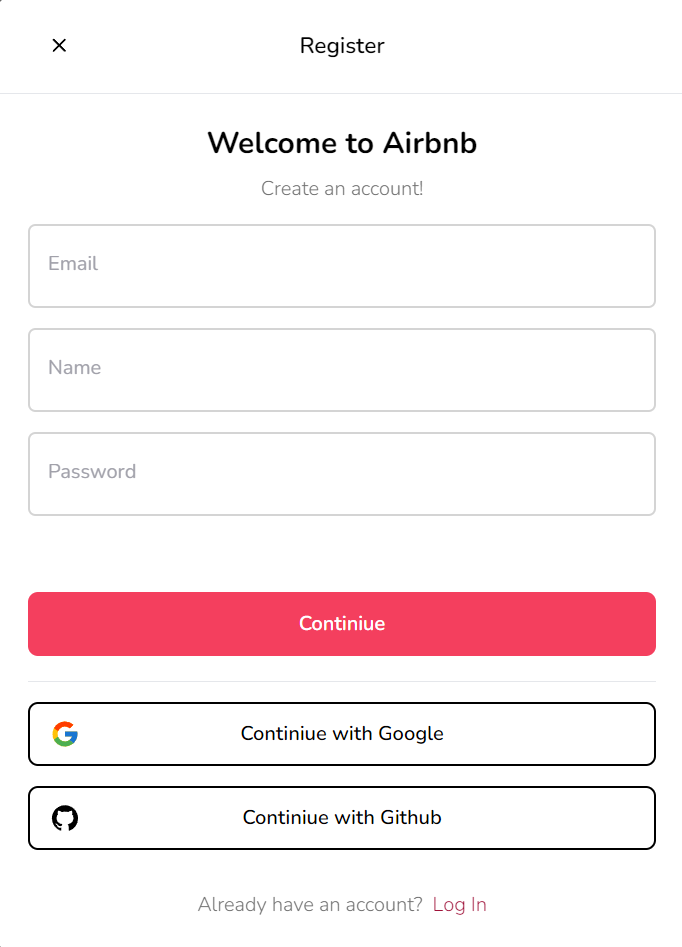 Register
Welcome to Airbnb
Create an account!
Email
Name
Password
Continiue
Continiue with Google
Continiue with Github
Already have an account? Log In